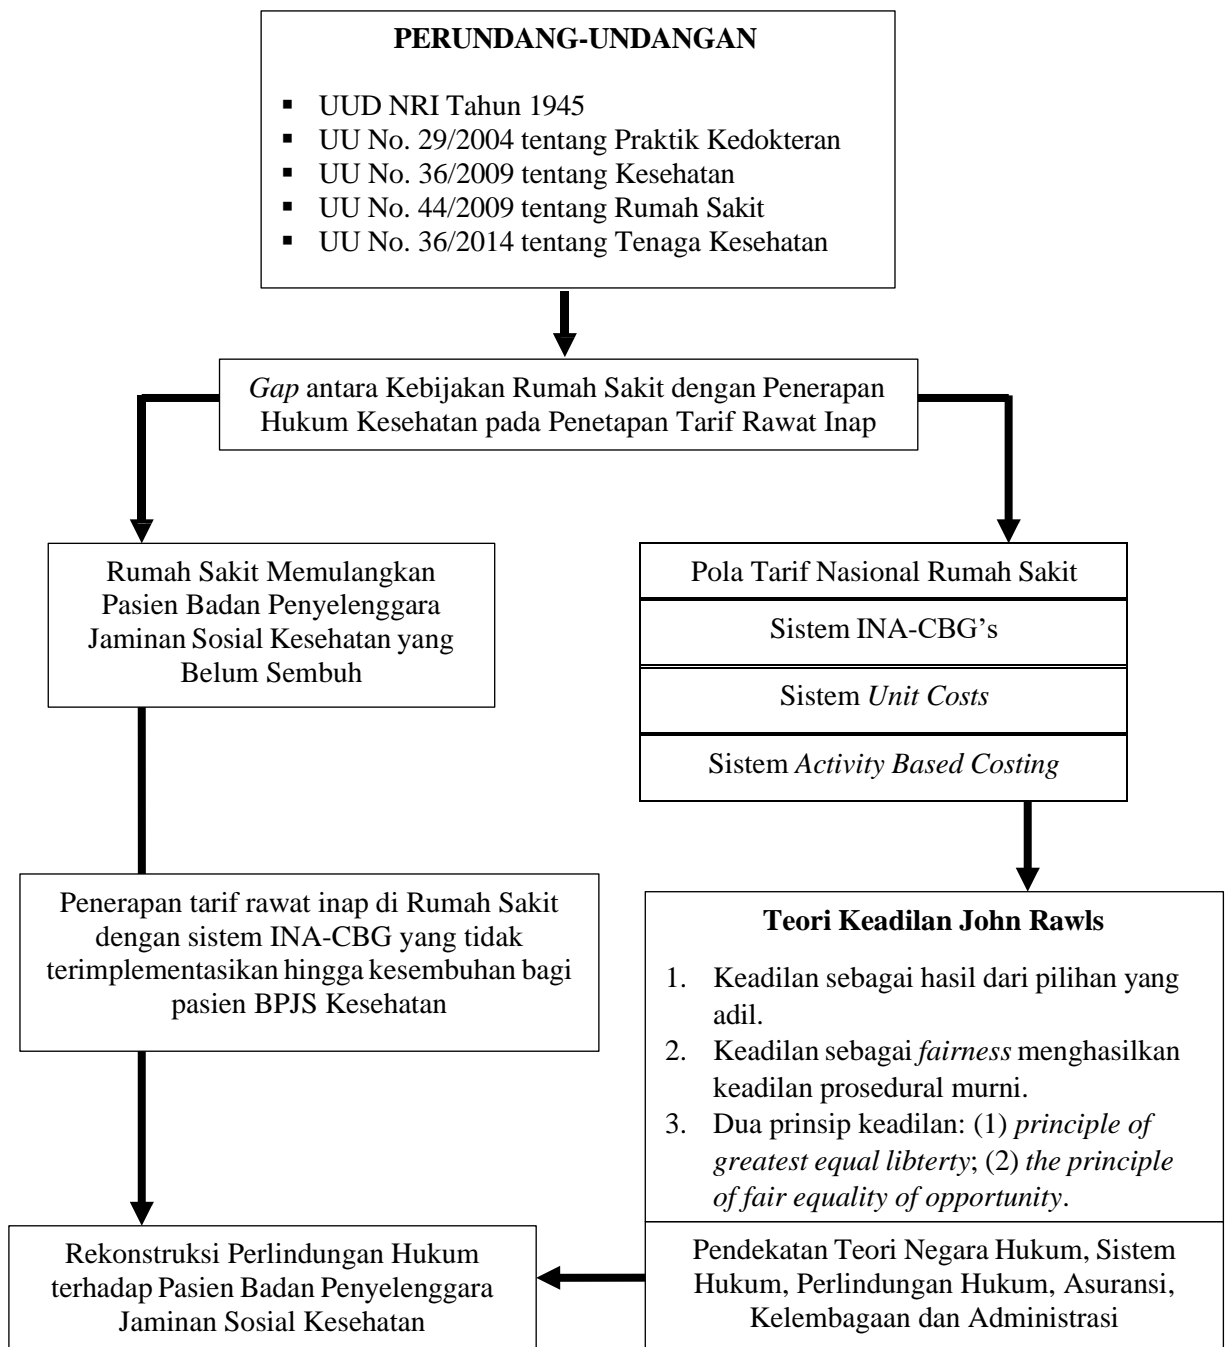 PERUNDANG-UNDANGAN
▪ UUD NRI Tahun 1945
▪ UU No. 29/2004 tentang Praktik Kedokteran
▪ UU No. 36/2009 tentang Kesehatan
▪ UU No. 44/2009 tentang Rumah Sakit
▪ UU No. 36/2014 tentang Tenaga Kesehatan
Gap antara Kebijakan Rumah Sakit dengan Penerapan
Hukum Kesehatan pada Penetapan Tarif Rawat Inap
Rumah Sakit Memulangkan
Pasien Badan Penyelenggara
Jaminan Sosial Kesehatan yang
Belum Sembuh
Pola Tarif Nasional Rumah Sakit
Sistem INA-CBG’s
Sistem Unit Costs
Sistem Activity Based Costing
Penerapan tarif rawat inap di Rumah Sakit
dengan sistem INA-CBG yang tidak
terimplementasikan hingga kesembuhan bagi
pasien BPJS Kesehatan
Teori Keadilan John Rawls
1. Keadilan sebagai hasil dari pilihan yang
adil.
2. Keadilan sebagai fairness menghasilkan
keadilan prosedural murni.
3. Dua prinsip keadilan: (1) principle of
greatest equal libterty; (2) the principle
of fair equality of opportunity.
Rekonstruksi Perlindungan Hukum
terhadap Pasien Badan Penyelenggara
Jaminan Sosial Kesehatan
Pendekatan Teori Negara Hukum, Sistem
Hukum, Perlindungan Hukum, Asuransi,
Kelembagaan dan Administrasi